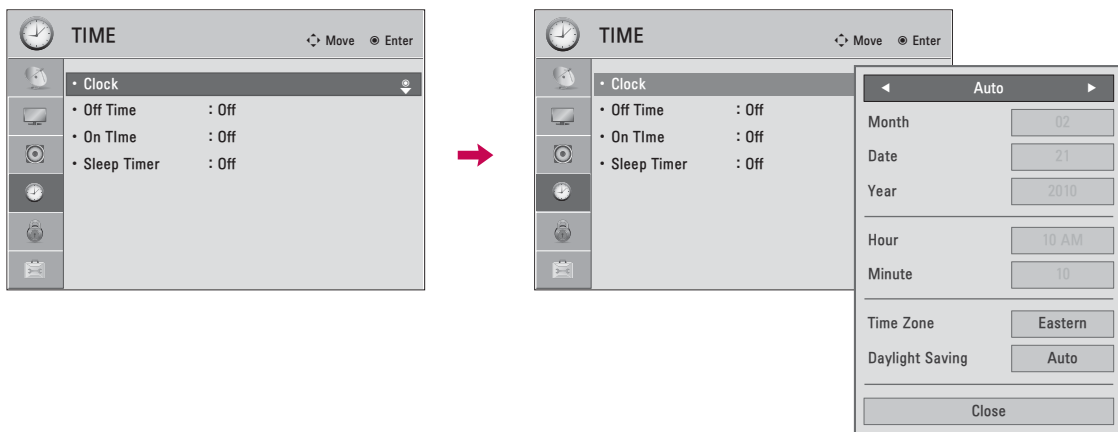 TIME
Move Enter
• Clock
• Off Time : Off
• On TIme : Off
• Sleep Timer : Off
TIME
Move Enter
• Clock
• Off Time : Off
• On TIme : Off
• Sleep Timer : Off
◀ Auto ▶
Month 02
Date 21
Year 2010
Hour 10 AM
Minute 10
Time Zone Eastern
Daylight Saving Auto
Close